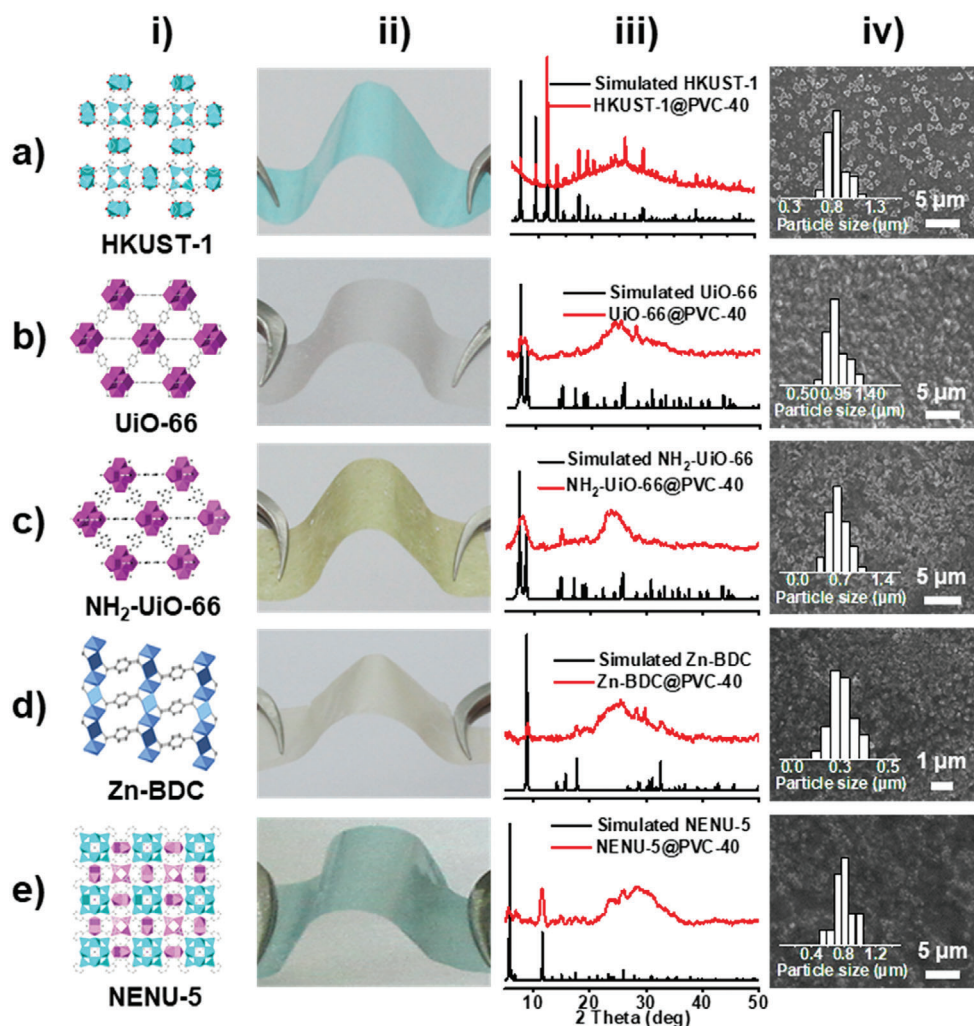 i)
ii)
iii)
iv)
a)
HKUST-1
Simulated HKUST-1
HKUST-1@PVC-40
0.3 0.8 1.3
Particle size (μm)
5 μm
b)
UiO-66
Simulated UiO-66
UiO-66@PVC-40
0.50 0.95 1.40
Particle size (μm)
5 μm
c)
NH₂-UiO-66
Simulated NH₂-UiO-66
NH₂-UiO-66@PVC-40
0.0 0.7 1.4
Particle size (μm)
5 μm
d)
Zn-BDC
Simulated Zn-BDC
Zn-BDC@PVC-40
0.0 0.3 0.5
Particle size (μm)
1 μm
e)
NENU-5
Simulated NENU-5
NENU-5@PVC-40
10 20 30 40 50
2 Theta (deg)
0.4 0.8 1.2
Particle size (μm)
5 μm